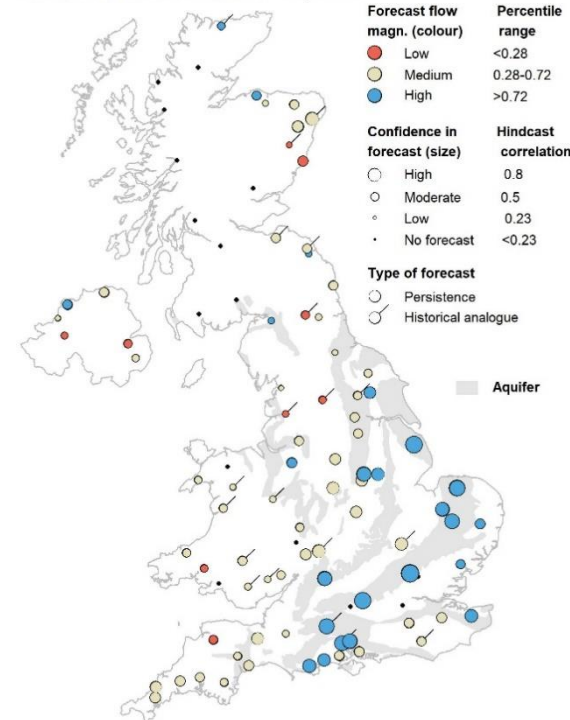 Forecast flow Percentile
magn. (colour) range
Low <0.28
Medium 0.28-0.72
High >0.72
Confidence in Hindcast
forecast (size) correlation
High 0.8
Moderate 0.5
Low 0.23
No forecast <0.23
Type of forecast
Persistence
Historical analogue
Aquifer